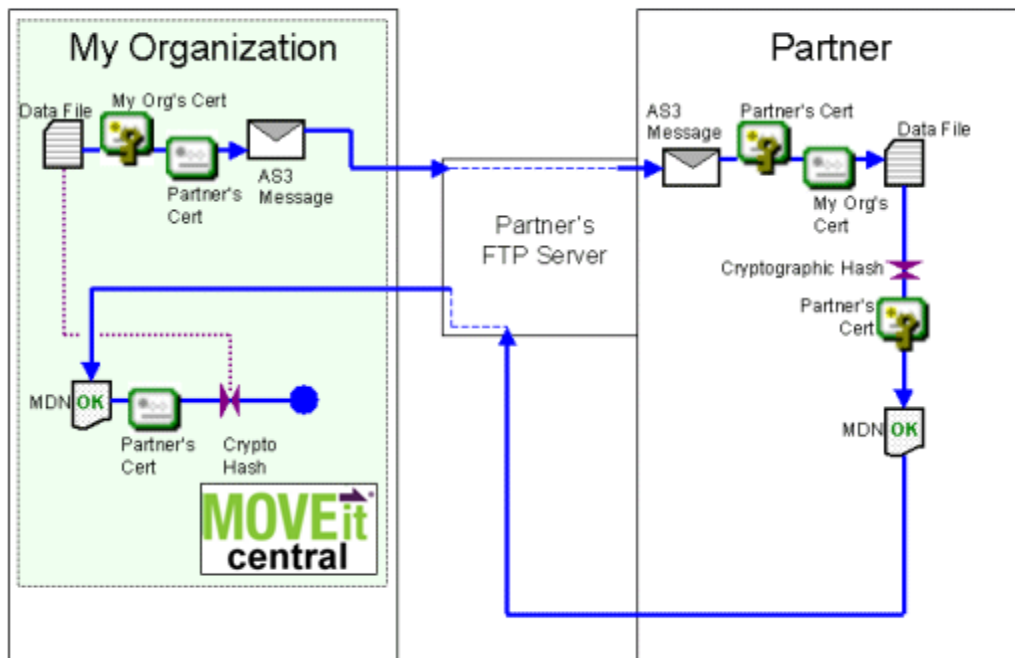 My Organization
Data File
My Org's Cert
Partner's
Cert
AS3
Message
Partner's
FTP Server
Partner
AS3
Message
Partner's Cert
Data File
My Org's
Cert
Cryptographic Hash
Partner's
Cert
MDN OK
MDN OK
Partner's
Cert
Crypto
Hash
MOVEit
central